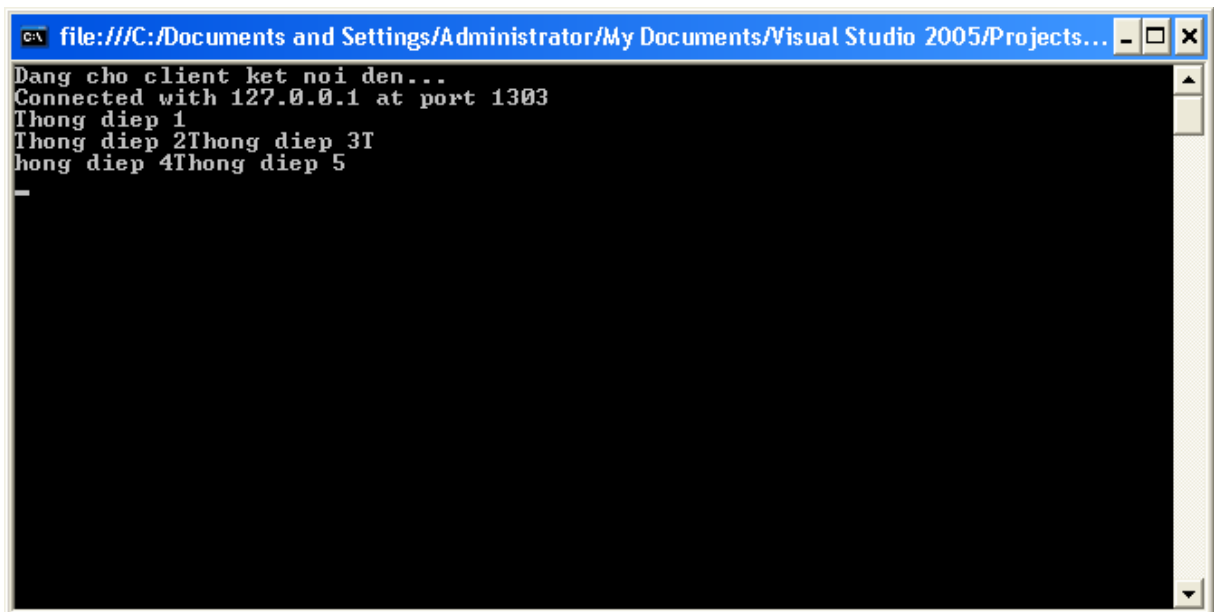 file:///C:/Documents and Settings/Administrator/My Documents/Visual Studio 2005/Projects...
Dang cho client ket noi den...
Connected with 127.0.0.1 at port 1303
Thong diep 1
Thong diep 2Thong diep 3T
hong diep 4Thong diep 5